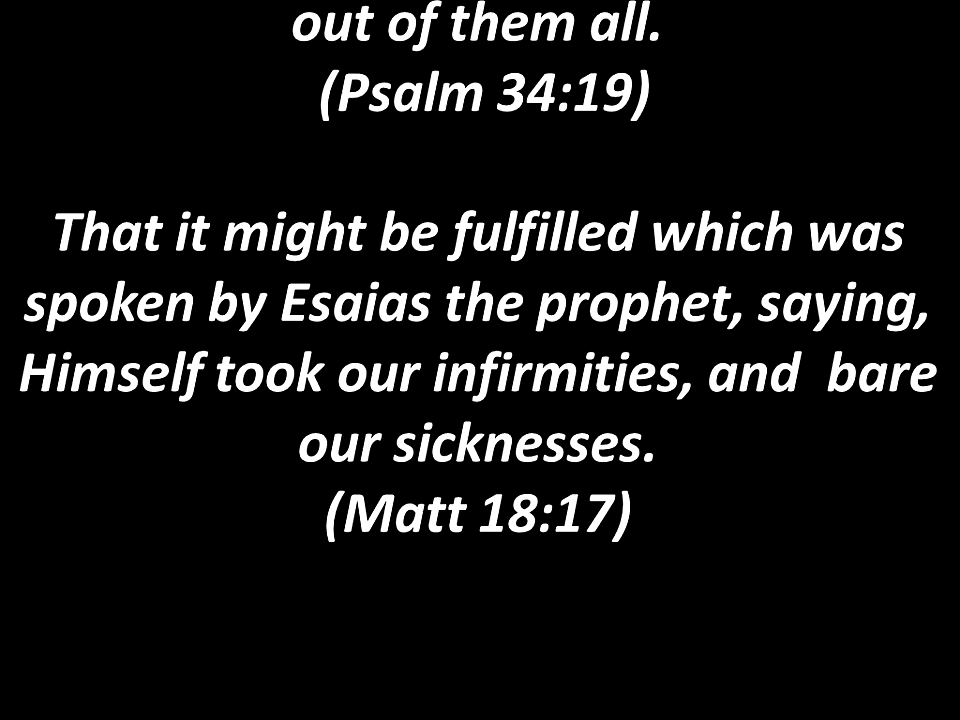 out of them all.
(Psalm 34:19)
That it might be fulfilled which was
spoken by Esaias the prophet, saying,
Himself took our infirmities, and  bare
our sicknesses.
(Matt 18:17)